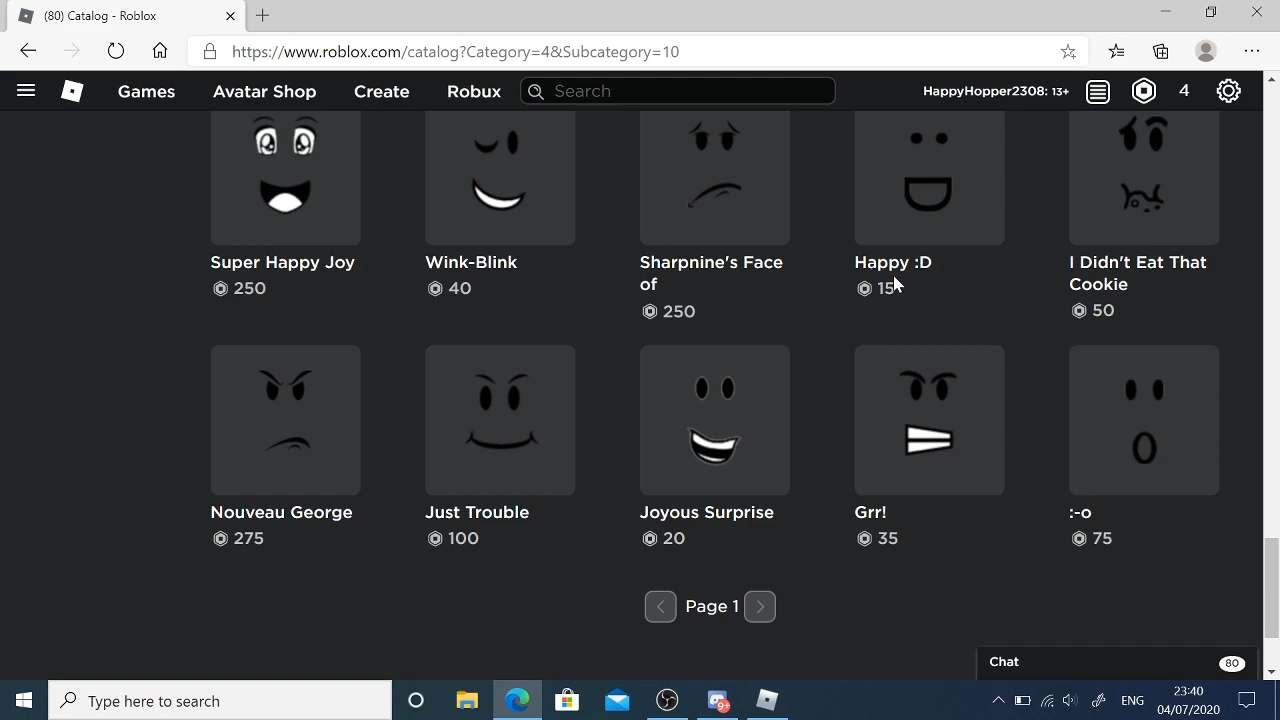 (80) Catalog - Roblox
https://www.roblox.com/catalog?Category=4&Subcategory=10
Games Avatar Shop Create Robux Search HappyHopper2308: 13+ 4
Super Happy Joy
250
Wink-Blink
40
Sharpnine's Face
of
250
Happy :D
15
I Didn't Eat That
Cookie
50
Nouveau George
275
Just Trouble
100
Joyous Surprise
20
Grr!
35
:-o
75
Page 1
Chat 80
Type here to search
9+
ENG
23:40
04/07/2020